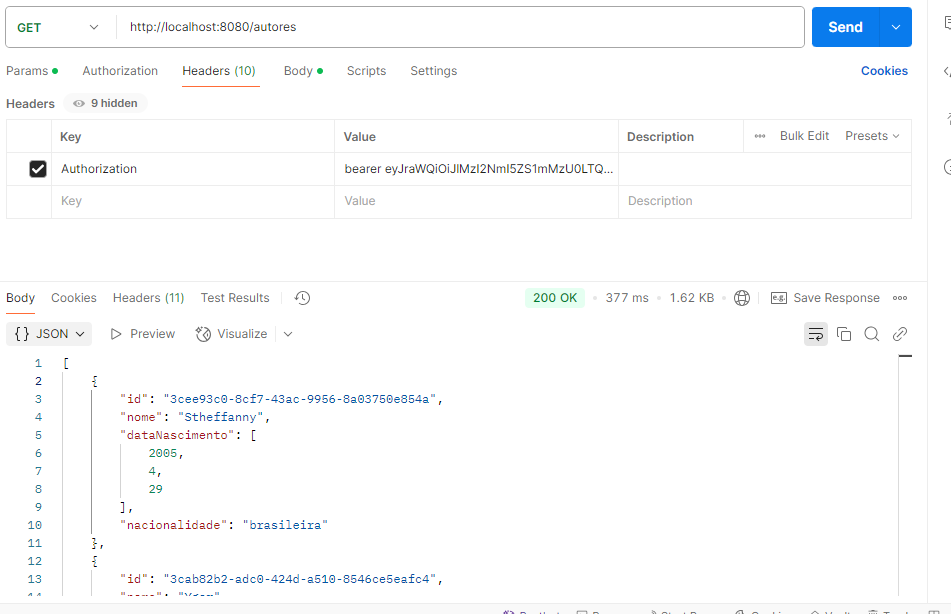 GET http://localhost:8080/autores Send
Params Authorization Headers (10) Body Scripts Settings Cookies
Headers 9 hidden
Key Value Description Bulk Edit Presets
Authorization bearer eyJraWQiOiJlMzI2NmI5ZS1mMzU0LTQ...
Key Value Description
Body Cookies Headers (11) Test Results 200 OK 377 ms 1.62 KB e.g. Save Response
{} JSON Preview Visualize
1 [
2 {
3 "id": "3cee93c0-8cf7-43ac-9956-8a03750e854a",
4 "nome": "Stheffanny",
5 "dataNascimento": [
6 2005,
7 4,
8 29
9 ],
10 "nacionalidade": "brasileira"
11 },
12 {
13 "id": "3cab82b2-adc0-424d-a510-8546ce5eafc4",